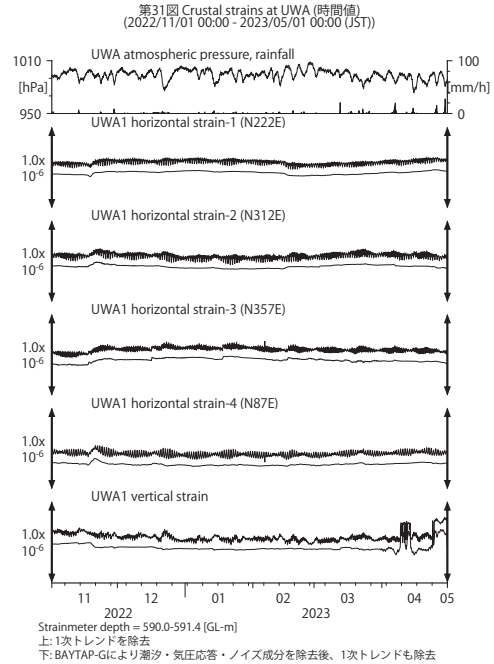 第31図 Crustal strains at UWA (時間値)
(2022/11/01 00:00 - 2023/05/01 00:00 (JST))
UWA atmospheric pressure, rainfall
1010
[hPa]
950
100
[mm/h]
0
UWA1 horizontal strain-1 (N222E)
1.0x
10-6
UWA1 horizontal strain-2 (N312E)
1.0x
10-6
UWA1 horizontal strain-3 (N357E)
1.0x
10-6
UWA1 horizontal strain-4 (N87E)
1.0x
10-6
UWA1 vertical strain
1.0x
10-6
11 12 01 02 03 04 05
2022 2023
Strainmeter depth = 590.0-591.4 [GL-m]
上: 1次トレンドを除去
下: BAYTAP-Gにより潮汐・気圧応答・ノイズ成分を除去後、1次トレンドも除去